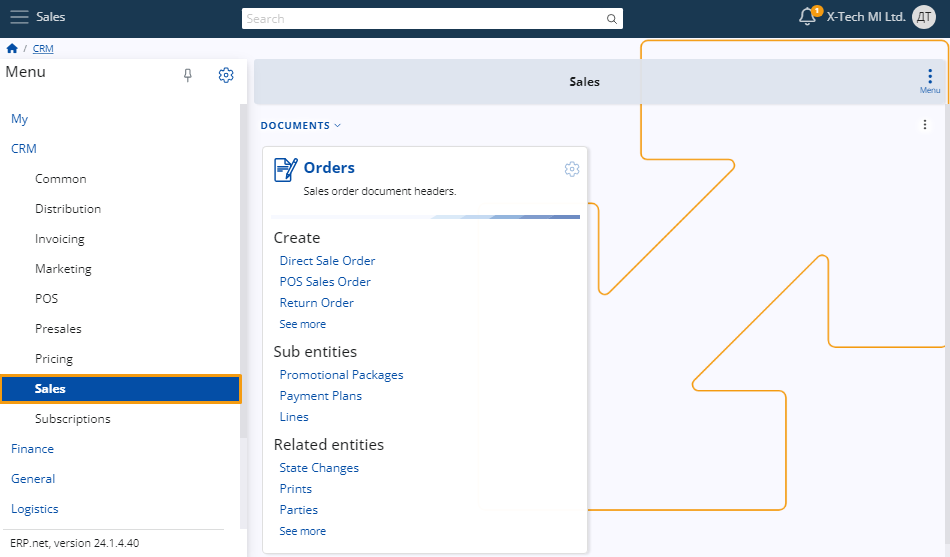 Sales
Search
1
X-Tech MI Ltd.
ДТ
/ CRM
Menu
My
CRM
Common
Distribution
Invoicing
Marketing
POS
Presales
Pricing
Sales
Subscriptions
Finance
General
Logistics
ERP.net, version 24.1.4.40
Sales
Menu
DOCUMENTS
Orders
Sales order document headers.
Create
Direct Sale Order
POS Sales Order
Return Order
See more
Sub entities
Promotional Packages
Payment Plans
Lines
Related entities
State Changes
Prints
Parties
See more